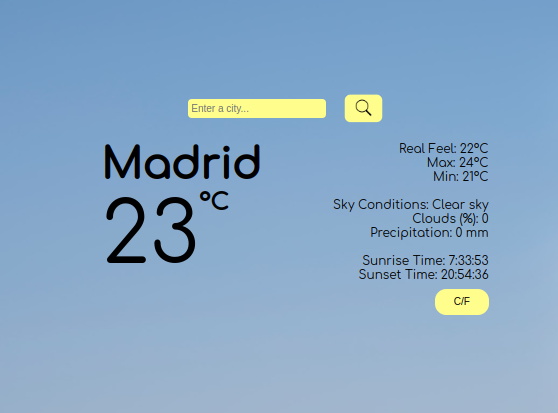 Enter a city...
Madrid
23°C
Real Feel: 22°C
Max: 24°C
Min: 21°C
Sky Conditions: Clear sky
Clouds (%): 0
Precipitation: 0 mm
Sunrise Time: 7:33:53
Sunset Time: 20:54:36
C/F